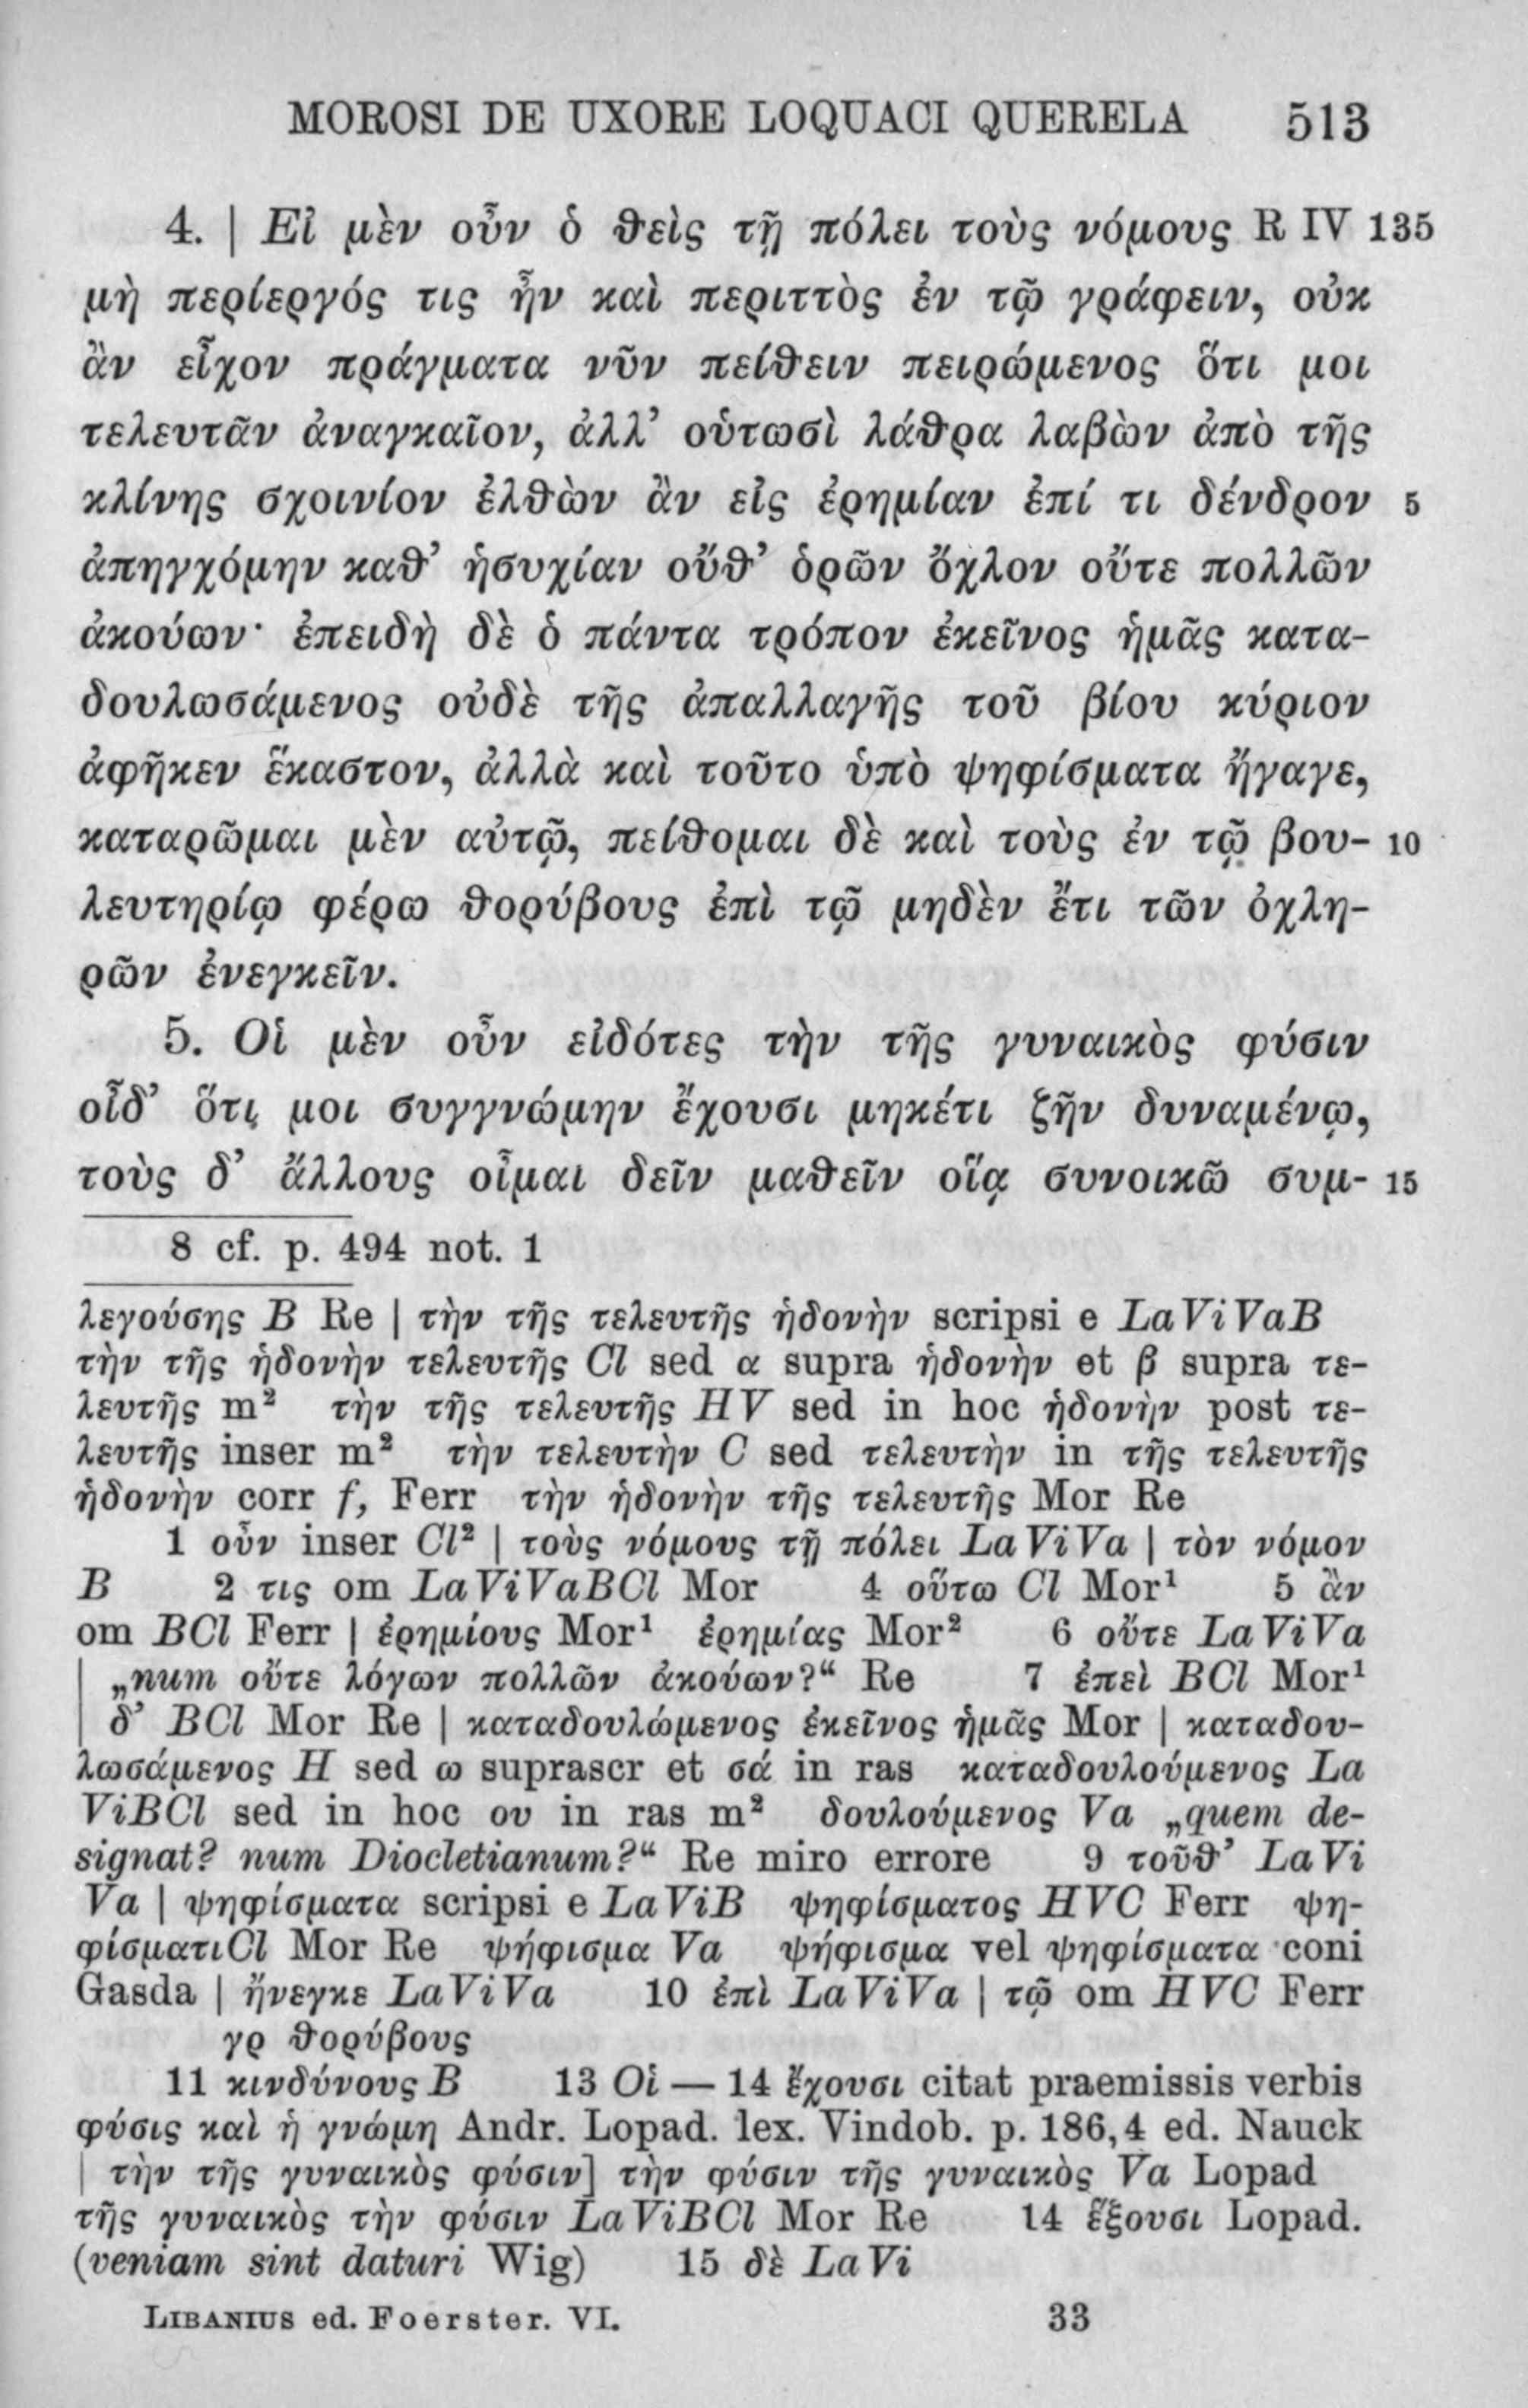 MOROSI DE UXORE LOQUACI QUERELA 513
4. | Εἰ μὲν οὖν ὁ θεὶς τῇ πόλει τοὺς νόμους R IV 135
μὴ περίεργός τις ἦν καὶ περιττὸς ἐν τῷ γράφειν, οὐκ
ἂν εἶχον πράγματα νῦν πείθειν πειρώμενος ὅτι μοι
τελευτᾶν ἀναγκαῖον, ἀλλ’ οὑτωσὶ λάθρα λαβὼν ἀπὸ τῆς
κλίνης σχοινίον ἐλθὼν ἂν εἰς ἐρημίαν ἐπί τι δένδρον 5
ἀπηγχόμην καθ’ ἡσυχίαν οὔθ’ ὁρῶν ὄχλον οὔτε πολλῶν
ἀκούων· ἐπειδὴ δὲ ὁ πάντα τρόπον ἐκεῖνος ἡμᾶς κατα-
δουλωσάμενος οὐδὲ τῆς ἀπαλλαγῆς τοῦ βίου κύριον
ἀφῆκεν ἕκαστον, ἀλλὰ καὶ τοῦτο ὑπὸ ψηφίσματα ἤγαγε,
καταρῶμαι μὲν αὐτῷ, πείθομαι δὲ καὶ τοὺς ἐν τῷ βου- 10
λευτηρίῳ φέρω θορύβους ἐπὶ τῷ μηδὲν ἔτι τῶν ὀχλη-
ρῶν ἐνεγκεῖν.
5. Οἱ μὲν οὖν εἰδότες τὴν τῆς γυναικὸς φύσιν
οἶδ’ ὅτι μοι συγγνώμην ἔχουσι μηκέτι ζῆν δυναμένῳ,
τοὺς δ’ ἄλλους οἶμαι δεῖν μαθεῖν οἵᾳ συνοικῶ συμ- 15
8 cf. p. 494 not. 1
λεγούσης B Re | τὴν τῆς τελευτῆς ἡδονὴν scripsi e LaViVaB
τὴν τῆς ἡδονὴν τελευτῆς Cl sed α supra ἡδονὴν et β supra τε-
λευτῆς m² τὴν τῆς τελευτῆς HV sed in hoc ἡδονὴν post τε-
λευτῆς inser m² τὴν τελευτὴν C sed τελευτὴν in τῆς τελευτῆς
ἡδονὴν corr f, Ferr τὴν ἡδονὴν τῆς τελευτῆς Mor Re
1 οὖν inser Cl² | τοὺς νόμους τῇ πόλει LaViVa | τὸν νόμον
B 2 τις om LaViVaBCl Mor 4 οὕτω Cl Mor¹ 5 ἂν
om BCl Ferr | ἐρημίους Mor¹ ἐρημίας Mor² 6 οὔτε LaViVa
| „num οὔτε λόγων πολλῶν ἀκούων?“ Re 7 ἐπεὶ BCl Mor¹
| δ’ BCl Mor Re | καταδουλώμενος ἐκεῖνος ἡμᾶς Mor | καταδου-
λωσάμενος H sed ω suprascr et σά in ras καταδουλούμενος La
ViBCl sed in hoc ου in ras m² δουλούμενος Va „quem de-
signat? num Diocletianum?“ Re miro errore 9 τοῦθ’ LaVi
Va | ψηφίσματα scripsi e LaViB ψηφίσματος HVC Ferr ψη-
φίσματι Cl Mor Re ψήφισμα Va ψήφισμα vel ψηφίσματα coni
Gasda | ἤνεγκε LaViVa 10 ἐπὶ LaViVa | τῷ om HVC Ferr
γρ θορύβους
11 κινδύνους B 13 Οἱ — 14 ἔχουσι citat praemissis verbis
φύσις καὶ ἡ γνώμη Andr. Lopad. lex. Vindob. p. 186,4 ed. Nauck
| τὴν τῆς γυναικὸς φύσιν] τὴν φύσιν τῆς γυναικὸς Va Lopad
τῆς γυναικὸς τὴν φύσιν LaViBCl Mor Re 14 ἕξουσι Lopad.
(veniam sint daturi Wig) 15 δὲ LaVi
LIBANIUS ed. Foerster. VI. 33